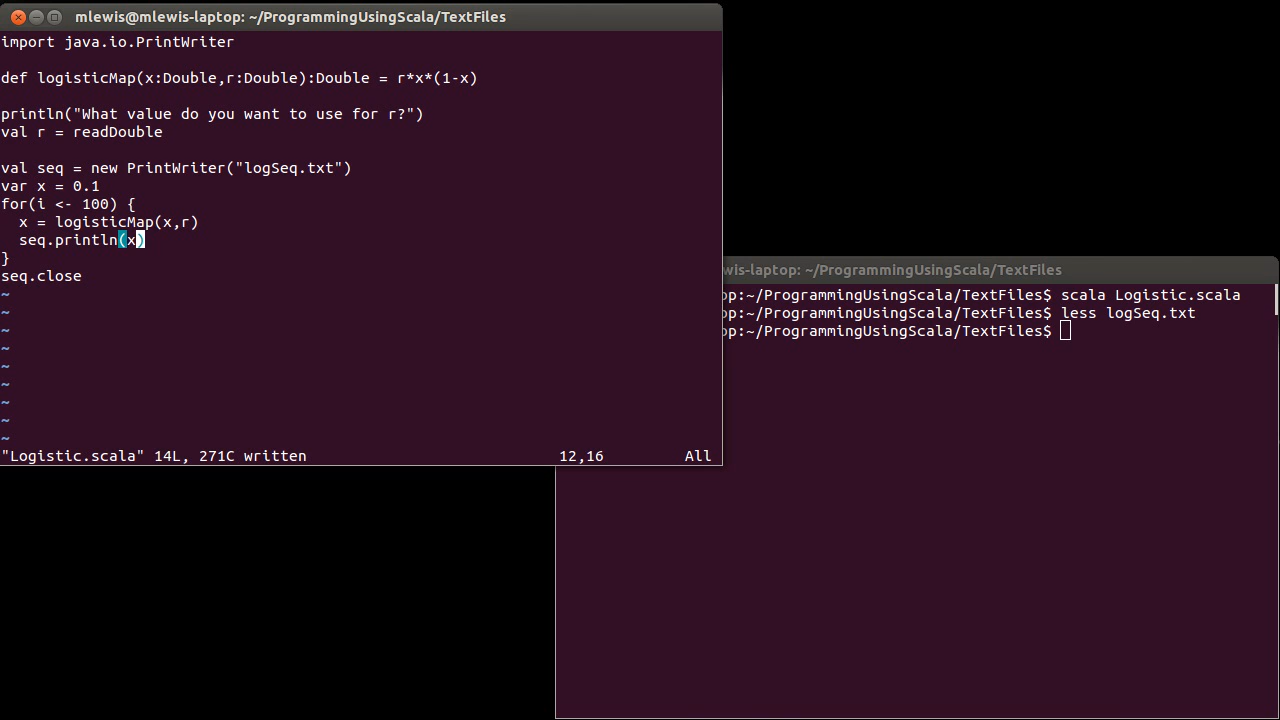 mlewis@mlewis-laptop: ~/ProgrammingUsingScala/TextFiles
import java.io.PrintWriter
def logisticMap(x:Double,r:Double):Double = r*x*(1-x)
println("What value do you want to use for r?")
val r = readDouble
val seq = new PrintWriter("logSeq.txt")
var x = 0.1
for(i <- 100) {
  x = logisticMap(x,r)
  seq.println(x)
}
seq.close
~
~
~
~
~
~
~
~
~
"Logistic.scala" 14L, 271C written 12,16 All
wis-laptop: ~/ProgrammingUsingScala/TextFiles
op:~/ProgrammingUsingScala/TextFiles$ scala Logistic.scala
op:~/ProgrammingUsingScala/TextFiles$ less logSeq.txt
op:~/ProgrammingUsingScala/TextFiles$